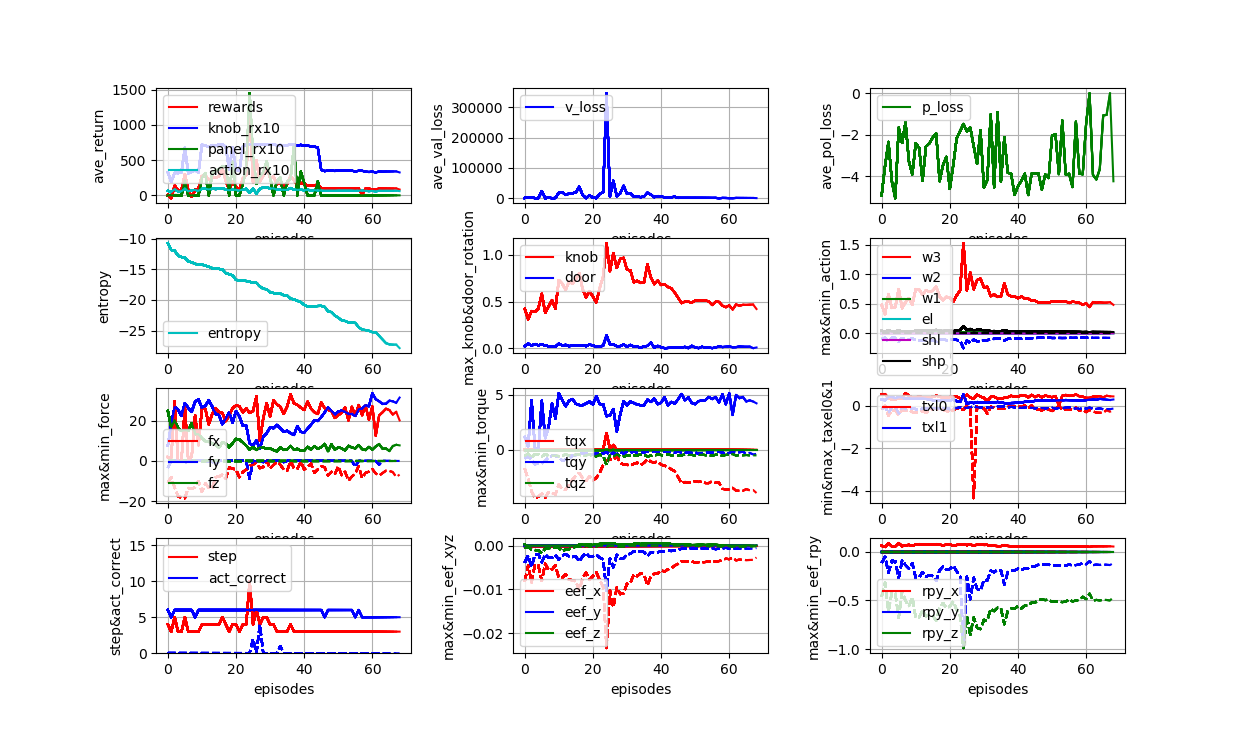 ave_return
1500
1000
500
0
rewards
knob_rx10
panel_rx10
action_rx10
0 20 40 60
episodes
ave_val_loss
300000
200000
100000
0
v_loss
0 20 40 60
episodes
ave_pol_loss
0
−2
−4
p_loss
0 20 40 60
episodes
entropy
−10
−15
−20
−25
entropy
0 20 40 60
episodes
max_knob&door_rotation
1.0
0.5
0.0
knob
door
0 20 40 60
episodes
max&min_action
1.5
1.0
0.5
0.0
w3
w2
w1
el
shl
shp
0 20 40 60
episodes
max&min_force
20
0
−20
fx
fy
fz
0 20 40 60
episodes
max&min_torque
5
0
tqx
tqy
tqz
0 20 40 60
episodes
min&max_taxel0&1
0
−2
−4
txl0
txl1
0 20 40 60
episodes
step&act_correct
15
10
5
0
step
act_correct
0 20 40 60
episodes
max&min_eef_xyz
0.00
−0.01
−0.02
eef_x
eef_y
eef_z
0 20 40 60
episodes
max&min_eef_rpy
0.0
−0.5
−1.0
rpy_x
rpy_y
rpy_z
0 20 40 60
episodes